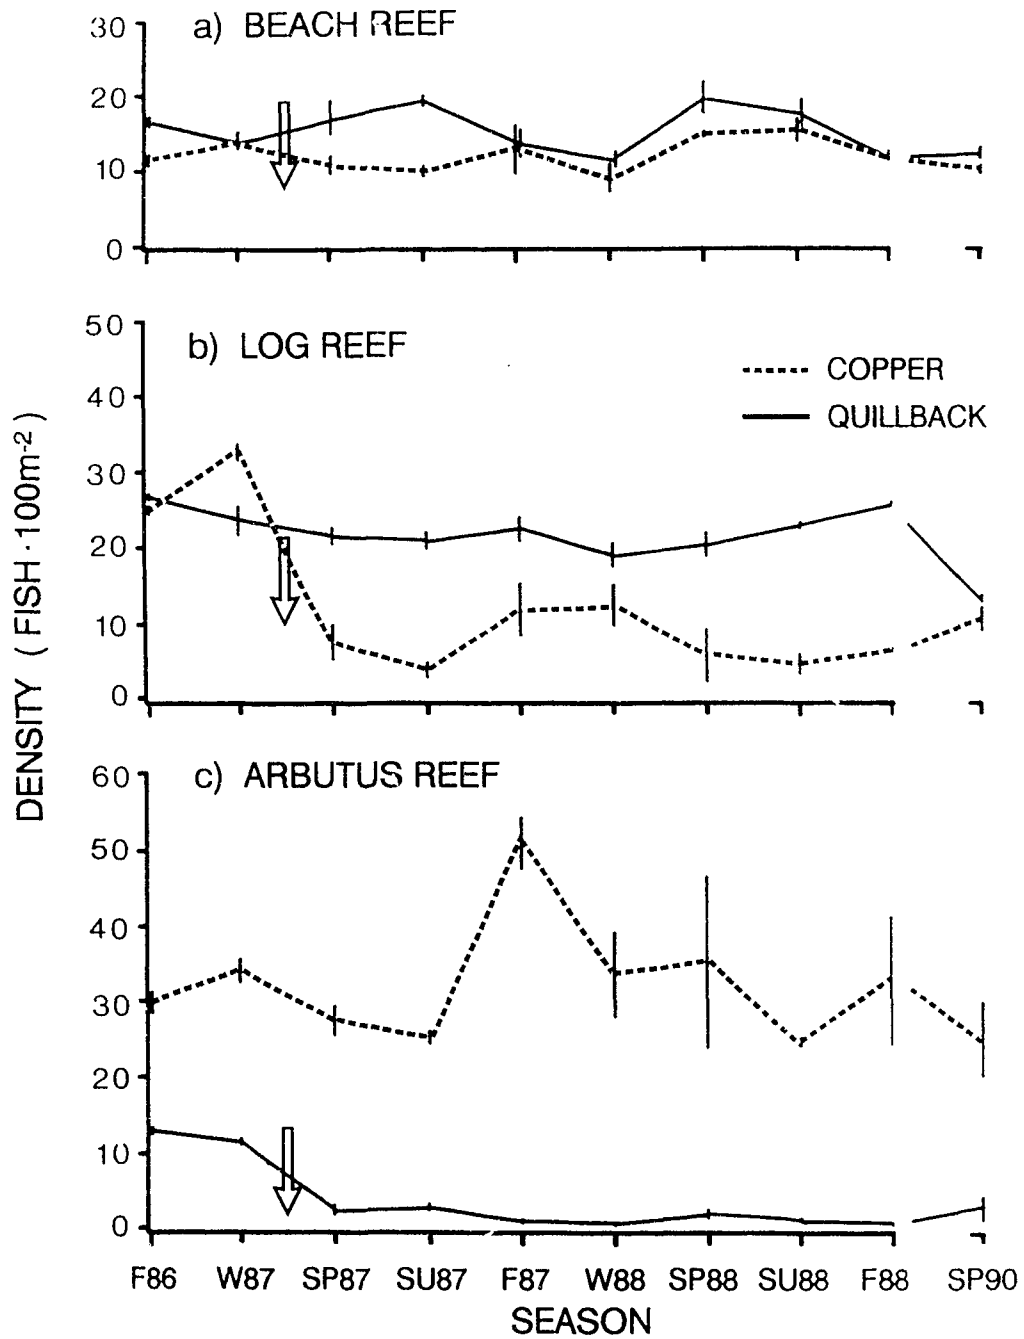 a) BEACH REEF
30
20
10
0
b) LOG REEF
50
40
30
20
10
0
COPPER
QUILLBACK
DENSITY ( FISH · 100m-2 )
c) ARBUTUS REEF
60
50
40
30
20
10
0
F86 W87 SP87 SU87 F87 W88 SP88 SU88 F88 SP90
SEASON